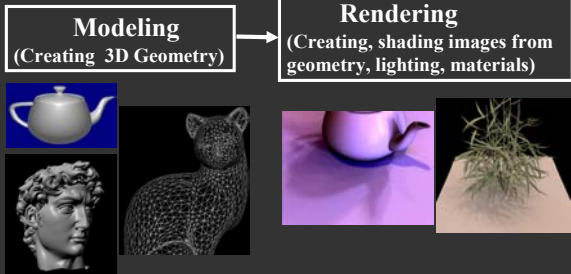 Modeling
(Creating 3D Geometry)
Rendering
(Creating, shading images from
geometry, lighting, materials)